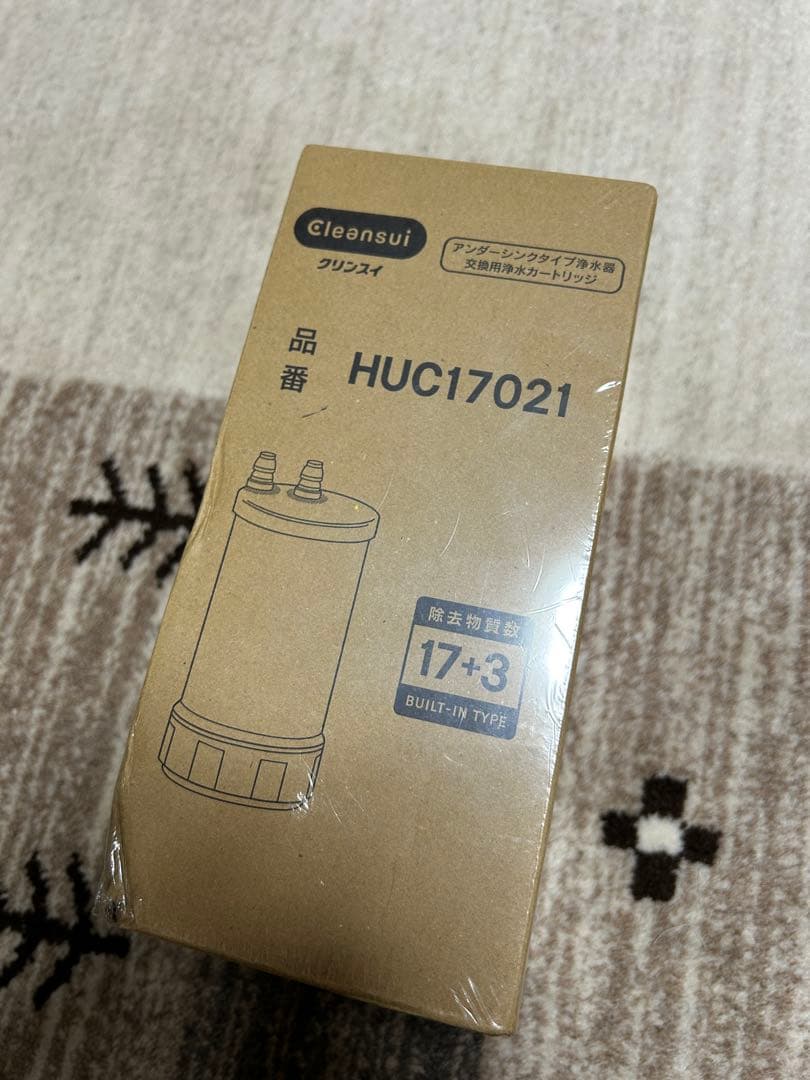 Cleansui
クリンスイ
アンダーシンクタイプ浄水器
交換用浄水カートリッジ
品番 HUC17021
除去物質数
17+3
BUILT-IN TYPE